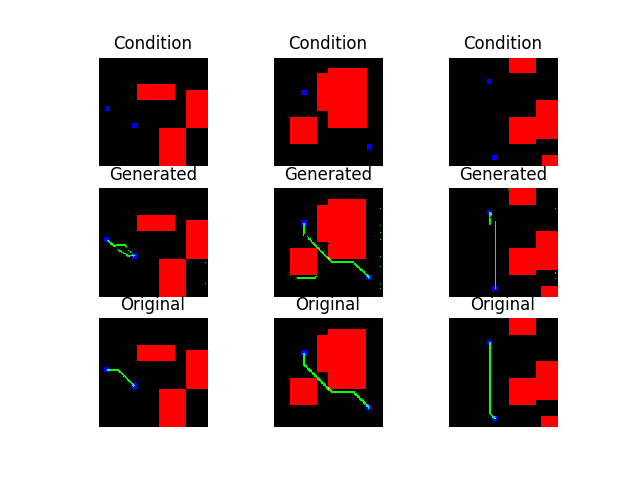 Condition Condition Condition
Generated Generated Generated
Original Original Original